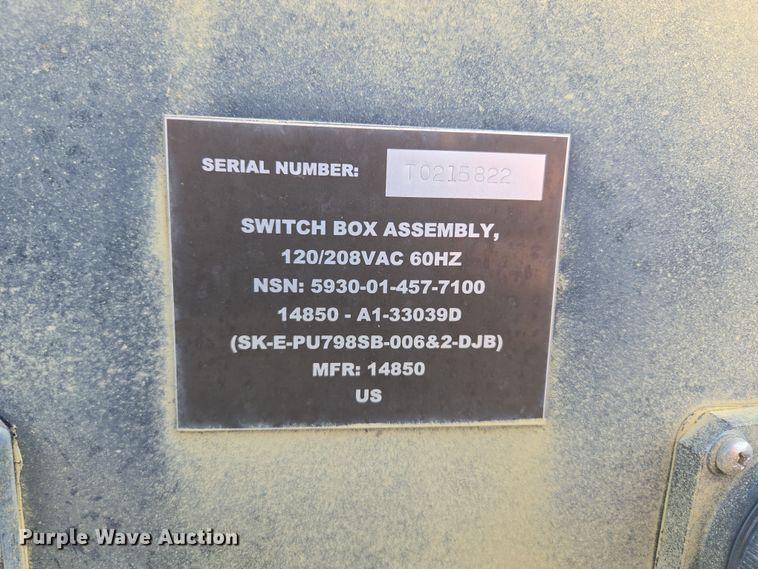 SERIAL NUMBER: T0215822
SWITCH BOX ASSEMBLY,
120/208VAC 60HZ
NSN: 5930-01-457-7100
14850 - A1-33039D
(SK-E-PU798SB-006&2-DJB)
MFR: 14850
US
Purple Wave Auction